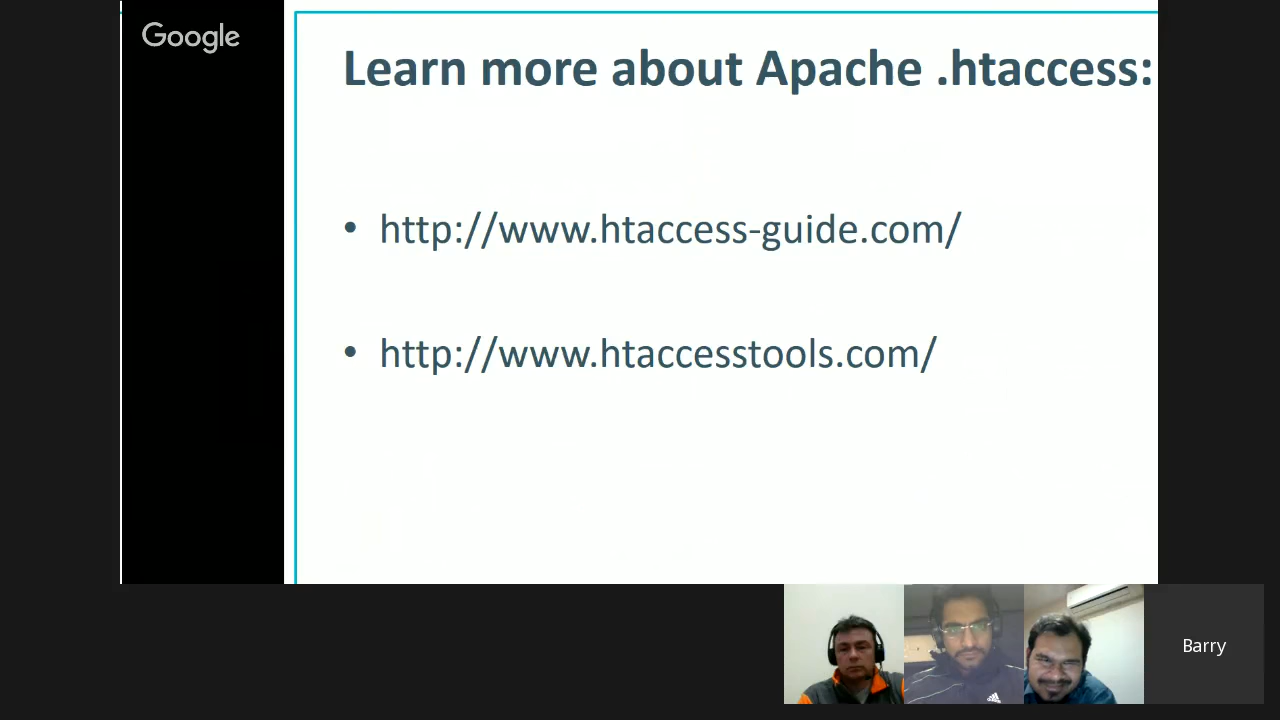 Google
Learn more about Apache .htaccess:
• http://www.htaccess-guide.com/
• http://www.htaccesstools.com/
Barry